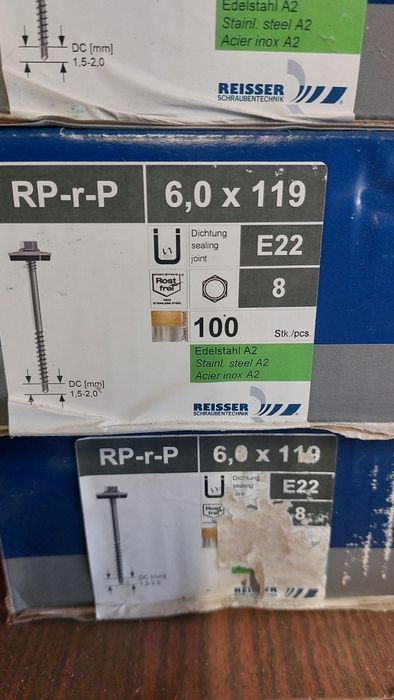 Edelstahl A2
Stainl. steel A2
Acier inox A2
DC [mm]
1,5-2,0
REISSER
SCHRAUBENTECHNIK
RP-r-P
6,0 x 119
Dichtung
sealing
joint
E22
Rost
frei
8
Steel Wood
100
Stk./pcs.
Edelstahl A2
Stainl. steel A2
Acier inox A2
DC [mm]
1,5-2,0
REISSER
SCHRAUBENTECHNIK
RP-r-P
6,0 x 119
Dichtung
E22
8
DC [mm]
1,5-2,0
REISSER